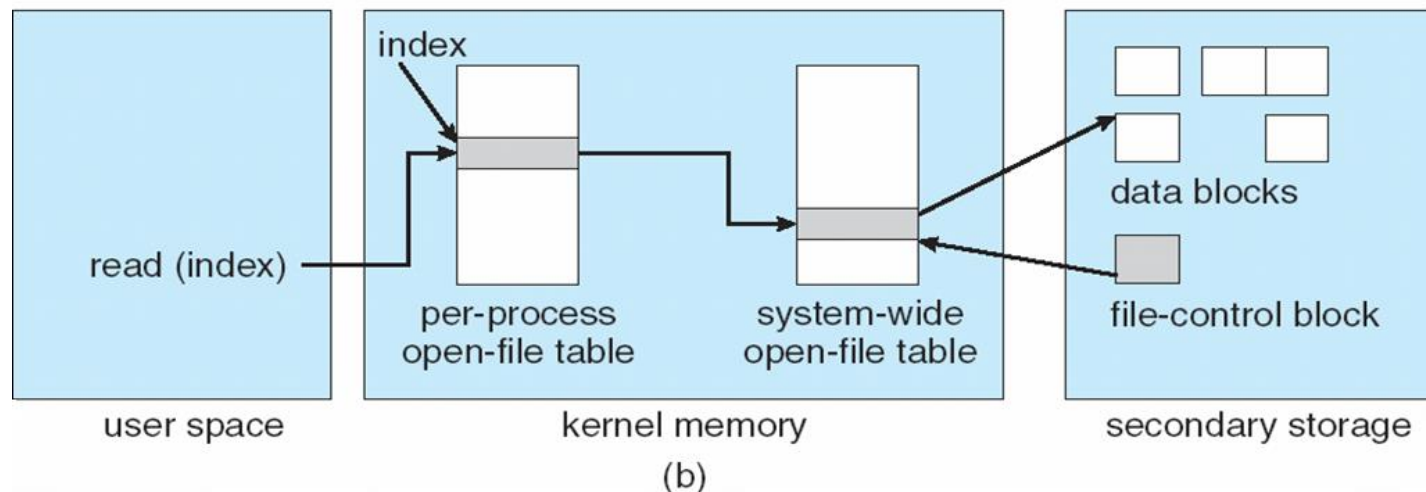 index
read (index)
per-process
open-file table
system-wide
open-file table
data blocks
file-control block
user space
kernel memory
secondary storage
(b)